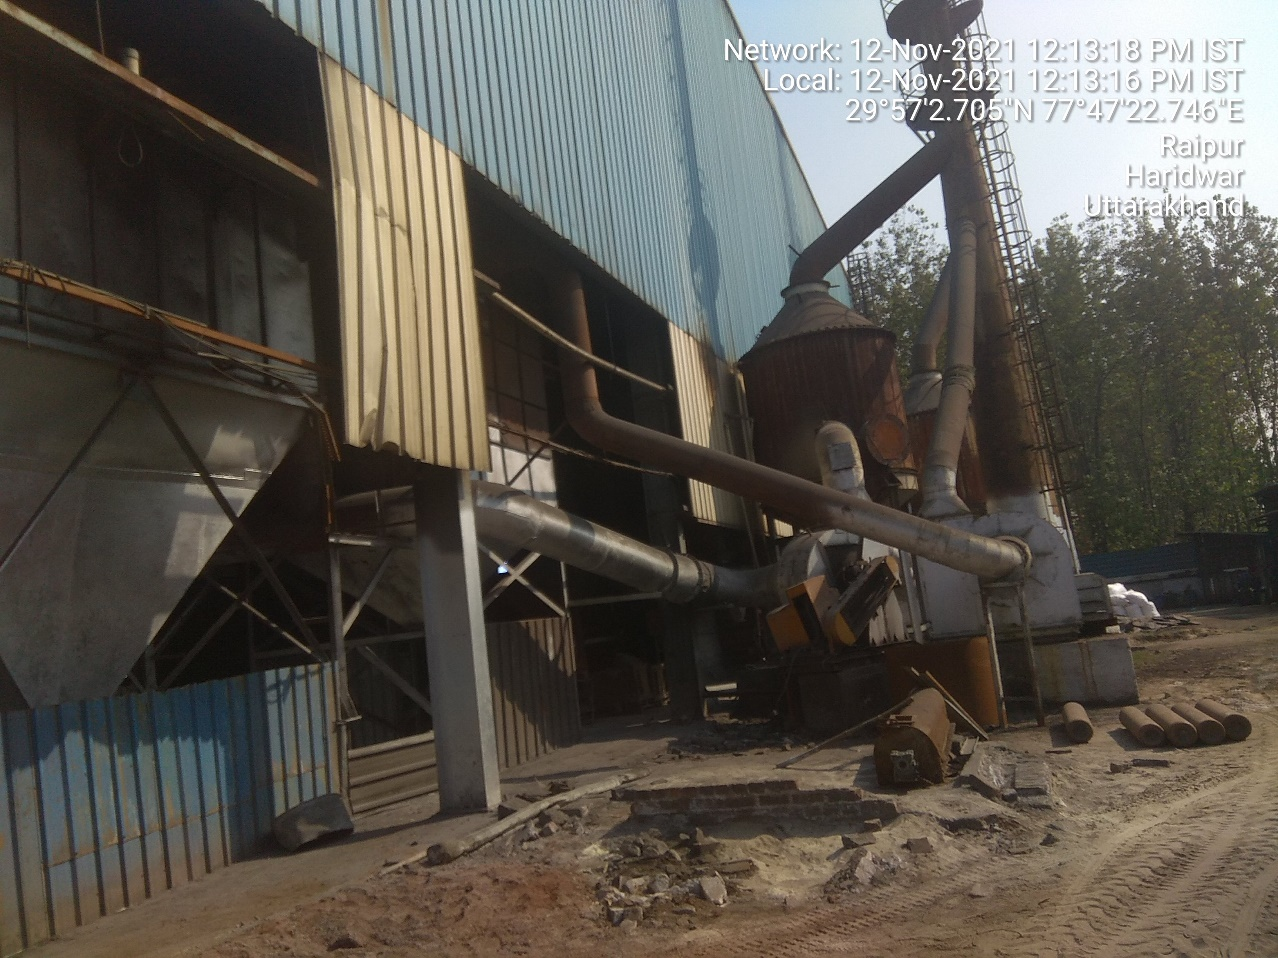 Network: 12-Nov-2021 12:13:18 PM IST
Local: 12-Nov-2021 12:13:16 PM IST
29°57'2.705"N 77°47'22.746"E
Raipur
Haridwar
Uttarakhand